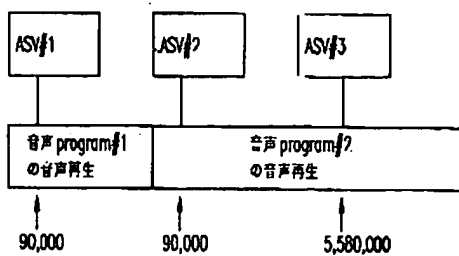 ASV#1
ASV#2
ASV#3
音声program#1
の音声再生
音声program#2
の音声再生
90,000
90,000
5,580,000